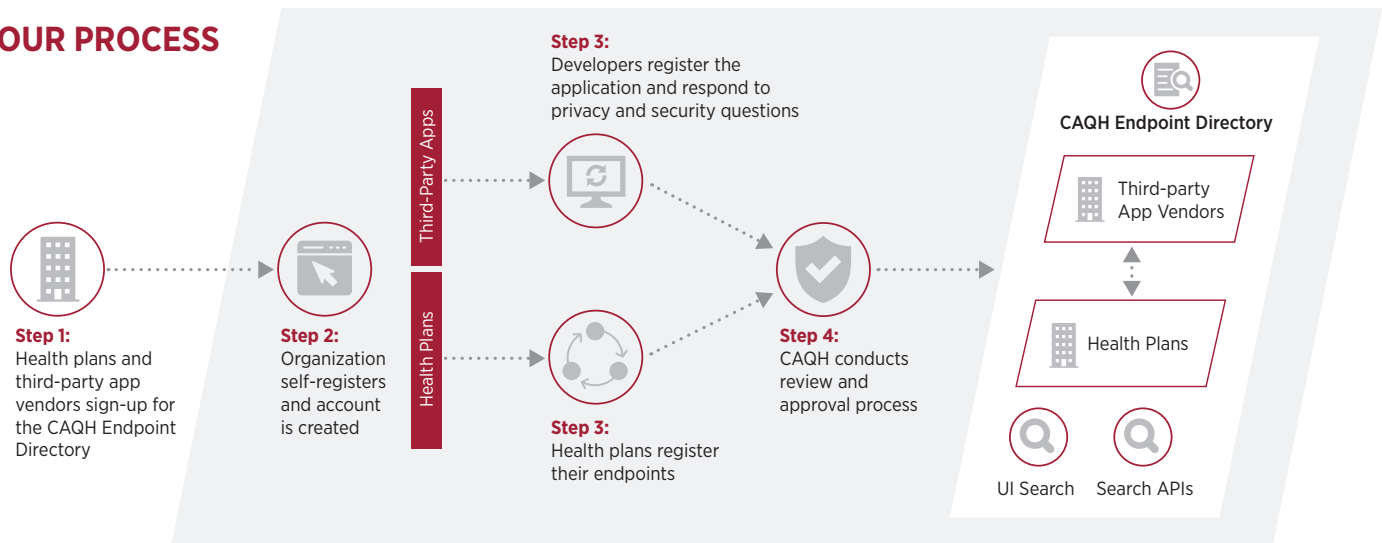 OUR PROCESS
Step 1:
Health plans and
third-party app
vendors sign-up for
the CAQH Endpoint
Directory
Step 2:
Organization
self-registers
and account
is created
Third-Party Apps
Health Plans
Step 3:
Developers register the
application and respond to
privacy and security questions
Step 3:
Health plans register
their endpoints
Step 4:
CAQH conducts
review and
approval process
CAQH Endpoint Directory
Third-party
App Vendors
Health Plans
UI Search
Search APIs